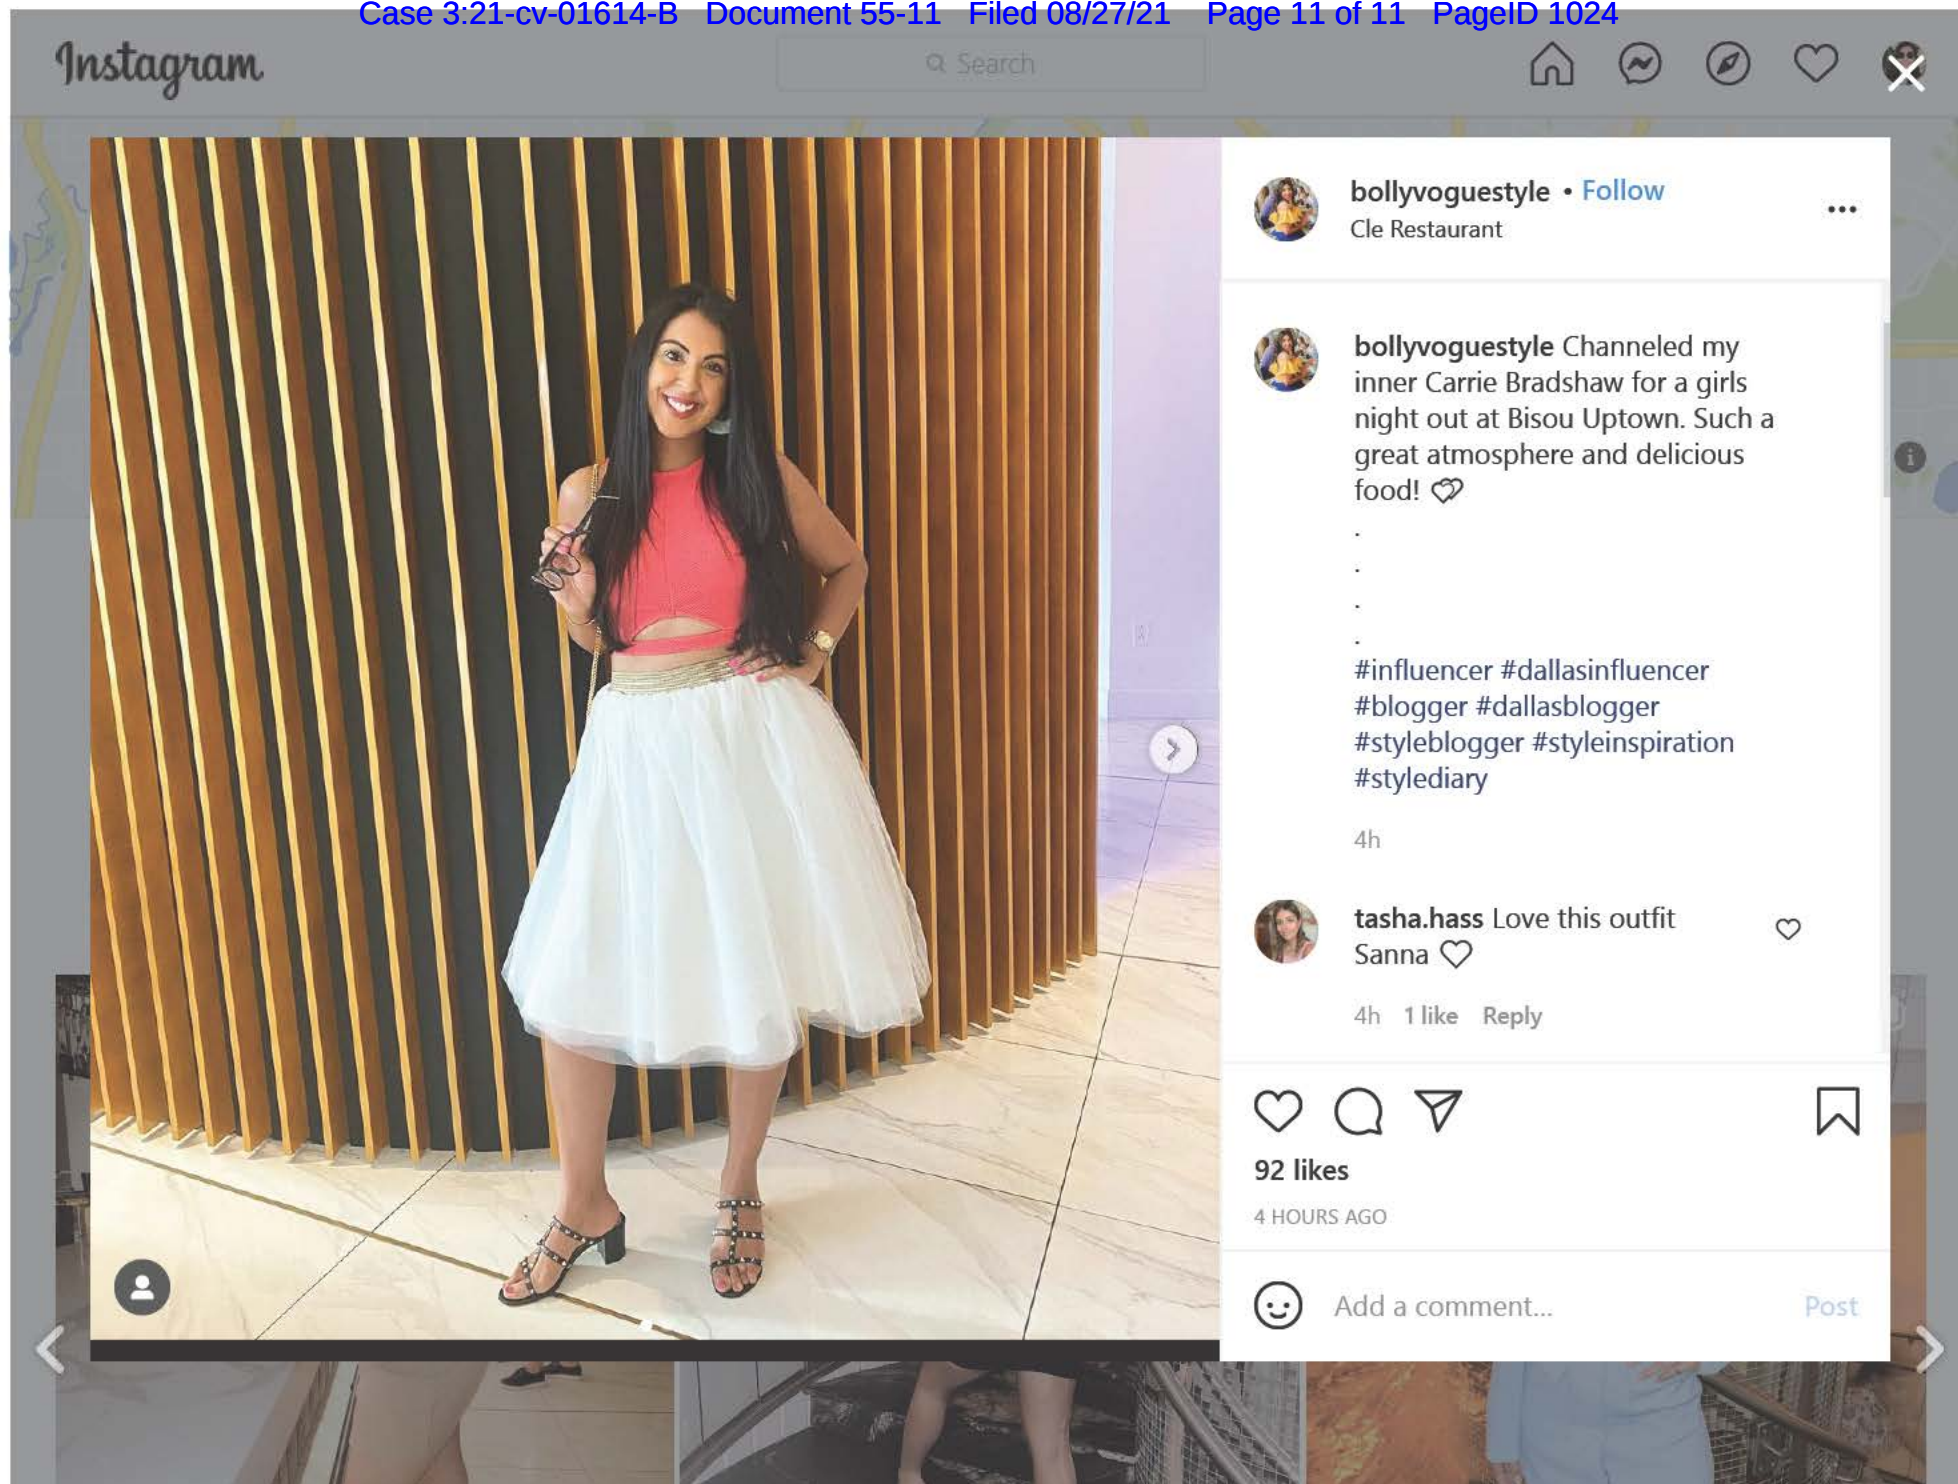 Case 3:21-cv-01614-B Document 55-11 Filed 08/27/21 Page 11 of 11 PageID 1024
Instagram
Search
bollyvoguestyle • Follow
Cle Restaurant
...
bollyvoguestyle Channeled my
inner Carrie Bradshaw for a girls
night out at Bisou Uptown. Such a
great atmosphere and delicious
food!
.
.
.
.
#influencer #dallasinfluencer
#blogger #dallasblogger
#styleblogger #styleinspiration
#stylediary
4h
tasha.hass Love this outfit
Sanna
4h 1 like Reply
92 likes
4 HOURS AGO
Add a comment... Post